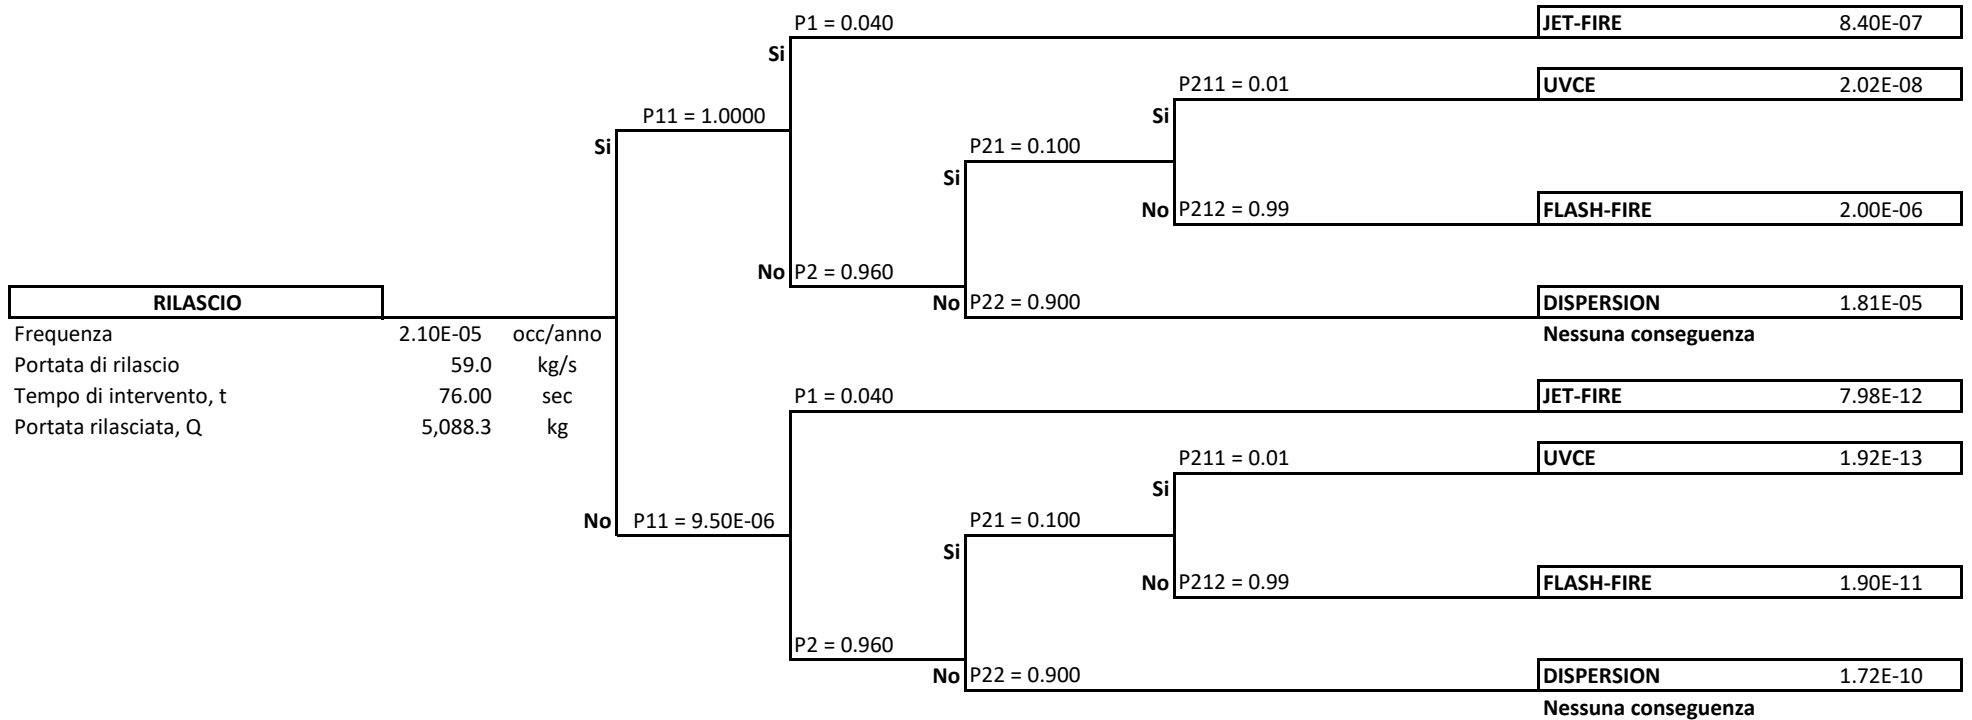 P1 = 0.040
JET-FIRE 8.40E-07
Si
P211 = 0.01
UVCE 2.02E-08
P11 = 1.0000
Si
Si
P21 = 0.100
Si
No P212 = 0.99
FLASH-FIRE 2.00E-06
No P2 = 0.960
RILASCIO
No P22 = 0.900
DISPERSION 1.81E-05
Frequenza 2.10E-05 occ/anno
Nessuna conseguenza
Portata di rilascio 59.0 kg/s
Tempo di intervento, t 76.00 sec
P1 = 0.040
JET-FIRE 7.98E-12
Portata rilasciata, Q 5,088.3 kg
P211 = 0.01
UVCE 1.92E-13
Si
No P11 = 9.50E-06
P21 = 0.100
Si
No P212 = 0.99
FLASH-FIRE 1.90E-11
P2 = 0.960
No P22 = 0.900
DISPERSION 1.72E-10
Nessuna conseguenza